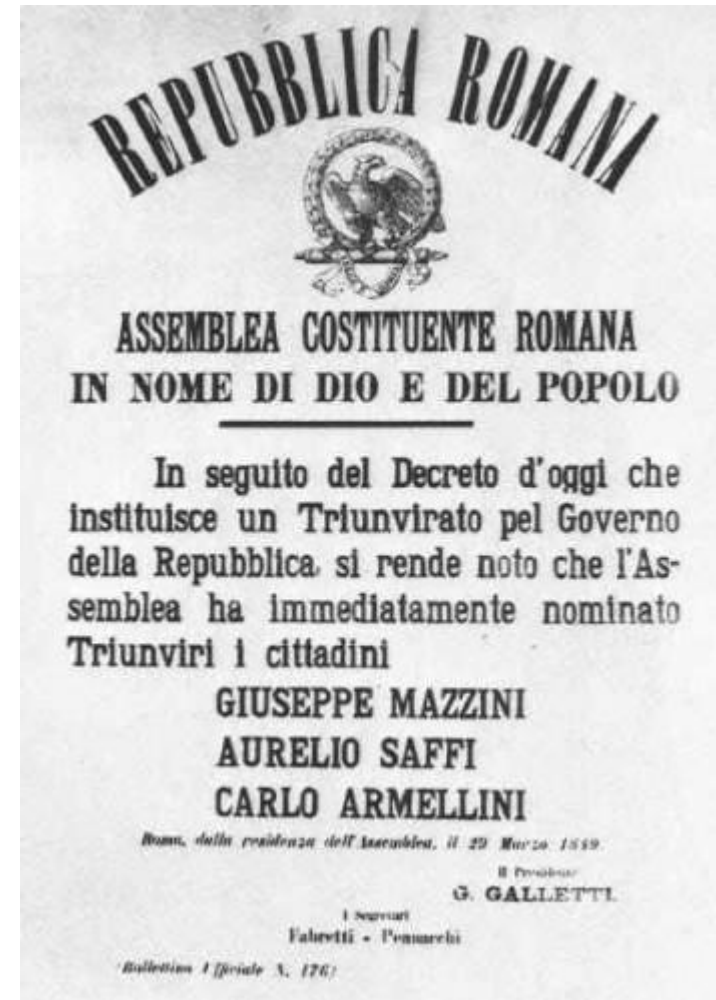 REPUBBLICA ROMANA
ASSEMBLEA COSTITUENTE ROMANA
IN NOME DI DIO E DEL POPOLO
In seguito del Decreto d'oggi che
instituisce un Triunvirato pel Governo
della Repubblica, si rende noto che l'As-
semblea ha immediatamente nominato
Triunviri i cittadini
GIUSEPPE MAZZINI
AURELIO SAFFI
CARLO ARMELLINI
Roma, dalla residenza dell'Assemblea, il 29 Marzo 1849.
Il Presidente
G. GALLETTI.
I Segretari
Fabretti - Pennacchi
(Bullettino Ufficiale N. 176)